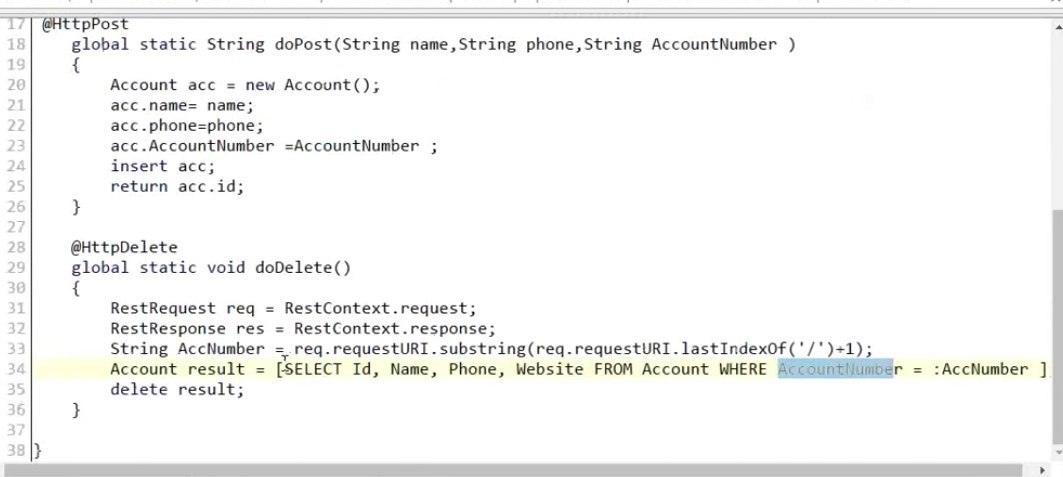 17 @HttpPost
18 global static String doPost(String name,String phone,String AccountNumber )
19 {
20 Account acc = new Account();
21 acc.name= name;
22 acc.phone=phone;
23 acc.AccountNumber =AccountNumber ;
24 insert acc;
25 return acc.id;
26 }
27
28 @HttpDelete
29 global static void doDelete()
30 {
31 RestRequest req = RestContext.request;
32 RestResponse res = RestContext.response;
33 String AccNumber = req.requestURI.substring(req.requestURI.lastIndexOf('/')+1);
34 Account result = [SELECT Id, Name, Phone, Website FROM Account WHERE AccountNumber = :AccNumber ]
35 delete result;
36 }
37
38 }